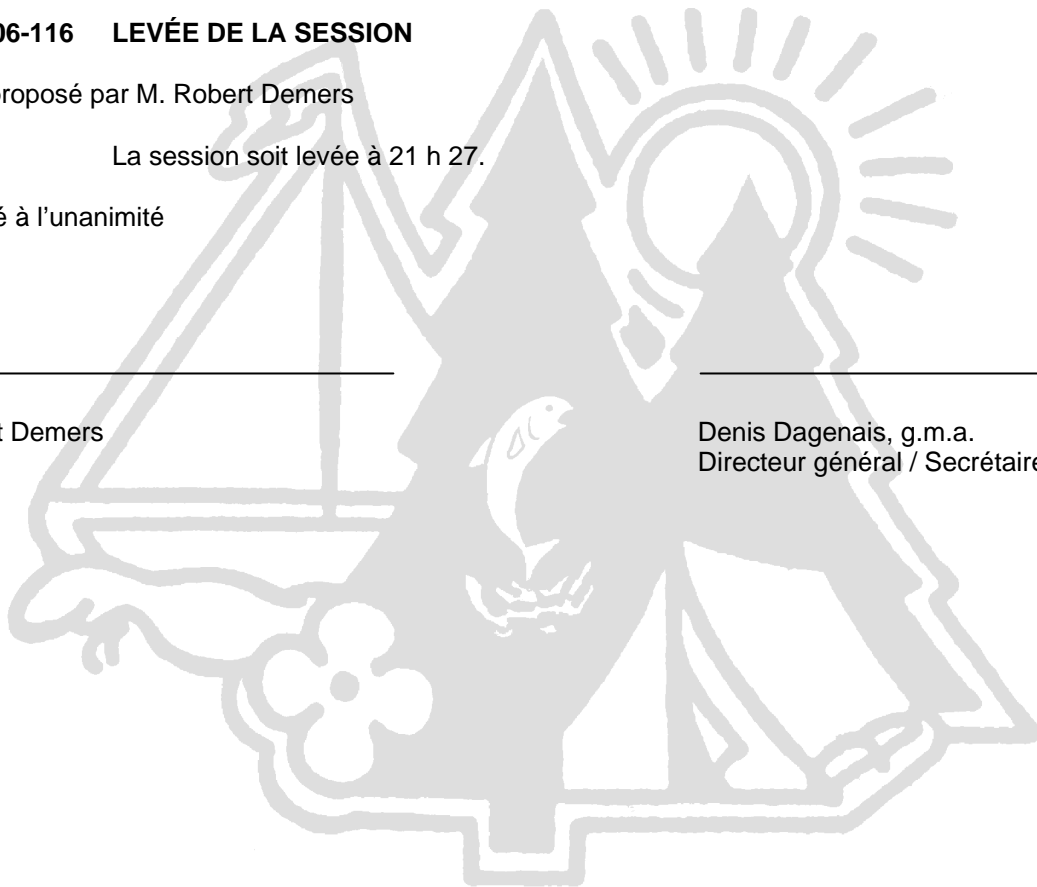 06-116 LEVÉE DE LA SESSION
proposé par M. Robert Demers
La session soit levée à 21 h 27.
é à l’unanimité
t Demers
Denis Dagenais, g.m.a.
Directeur général / Secrétaire